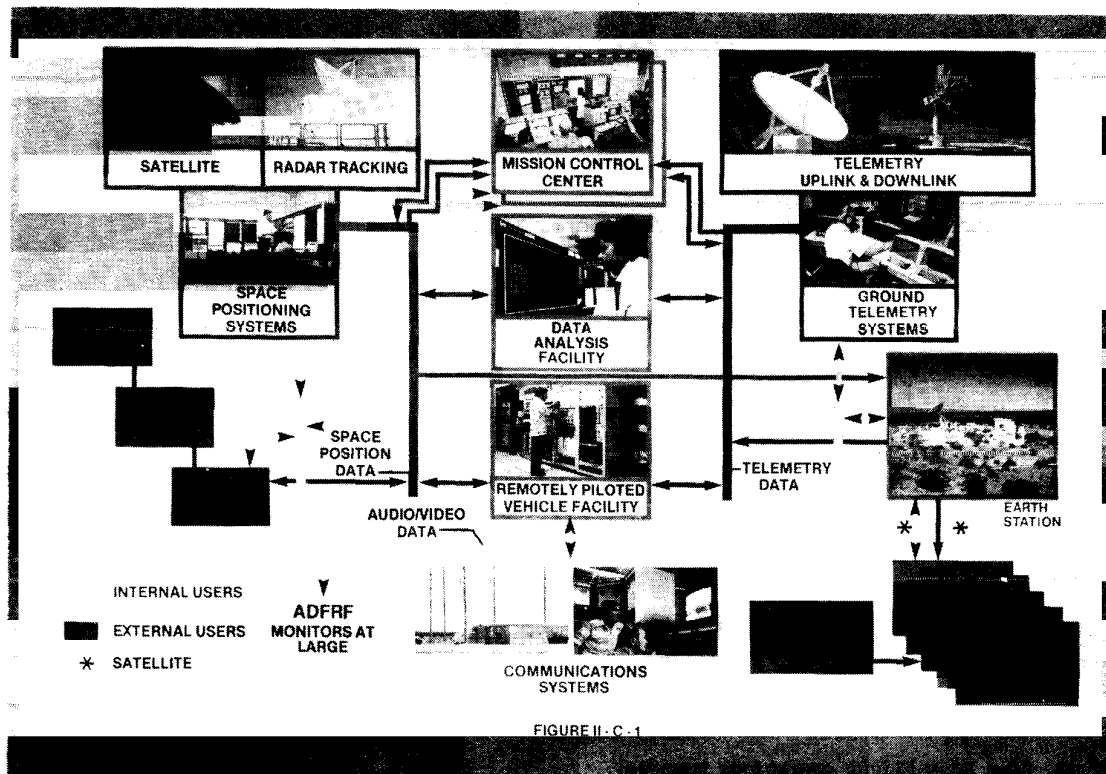 SATELLITE
RADAR TRACKING
MISSION CONTROL
CENTER
TELEMETRY
UPLINK & DOWNLINK
SPACE
POSITIONING
SYSTEMS
DATA
ANALYSIS
FACILITY
GROUND
TELEMETRY
SYSTEMS
SPACE
POSITION
DATA
REMOTELY PILOTED
VEHICLE FACILITY
TELEMETRY
DATA
EARTH
STATION
AUDIO/VIDEO
DATA
* *
INTERNAL USERS
EXTERNAL USERS
* SATELLITE
ADFRF
MONITORS AT
LARGE
COMMUNICATIONS
SYSTEMS
FIGURE II - C - 1